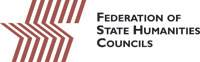 Federation of
State Humanities
Councils